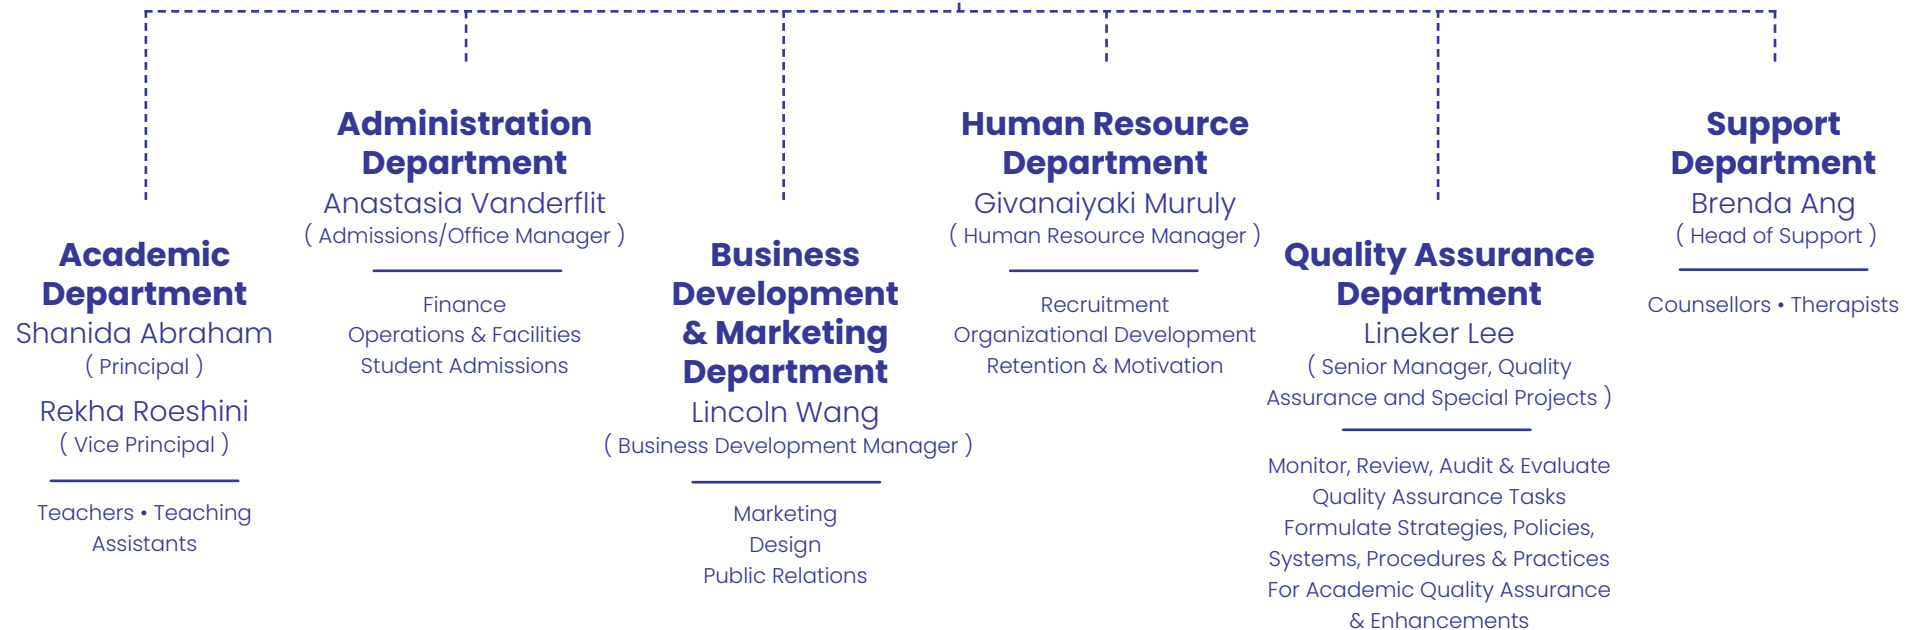 Academic
Department
Shanida Abraham
( Principal )
Rekha Roeshini
( Vice Principal )
Teachers • Teaching
Assistants
Administration
Department
Anastasia Vanderflit
( Admissions/Office Manager )
Finance
Operations & Facilities
Student Admissions
Business
Development
& Marketing
Department
Lincoln Wang
( Business Development Manager )
Marketing
Design
Public Relations
Human Resource
Department
Givanaiyaki Muruly
( Human Resource Manager )
Recruitment
Organizational Development
Retention & Motivation
Quality Assurance
Department
Lineker Lee
( Senior Manager, Quality
Assurance and Special Projects )
Monitor, Review, Audit & Evaluate
Quality Assurance Tasks
Formulate Strategies, Policies,
Systems, Procedures & Practices
For Academic Quality Assurance
& Enhancements
Support
Department
Brenda Ang
( Head of Support )
Counsellors • Therapists